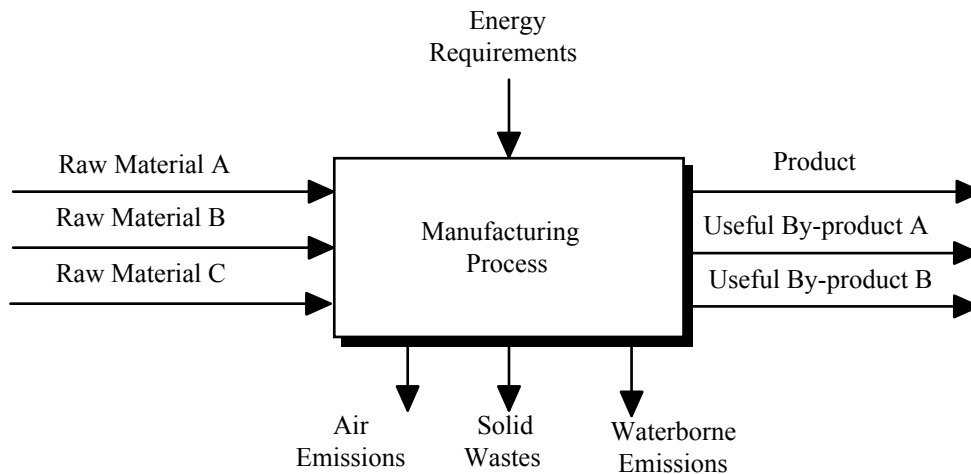 Energy
Requirements
Raw Material A
Raw Material B
Raw Material C
Manufacturing
Process
Product
Useful By-product A
Useful By-product B
Air
Emissions
Solid
Wastes
Waterborne
Emissions